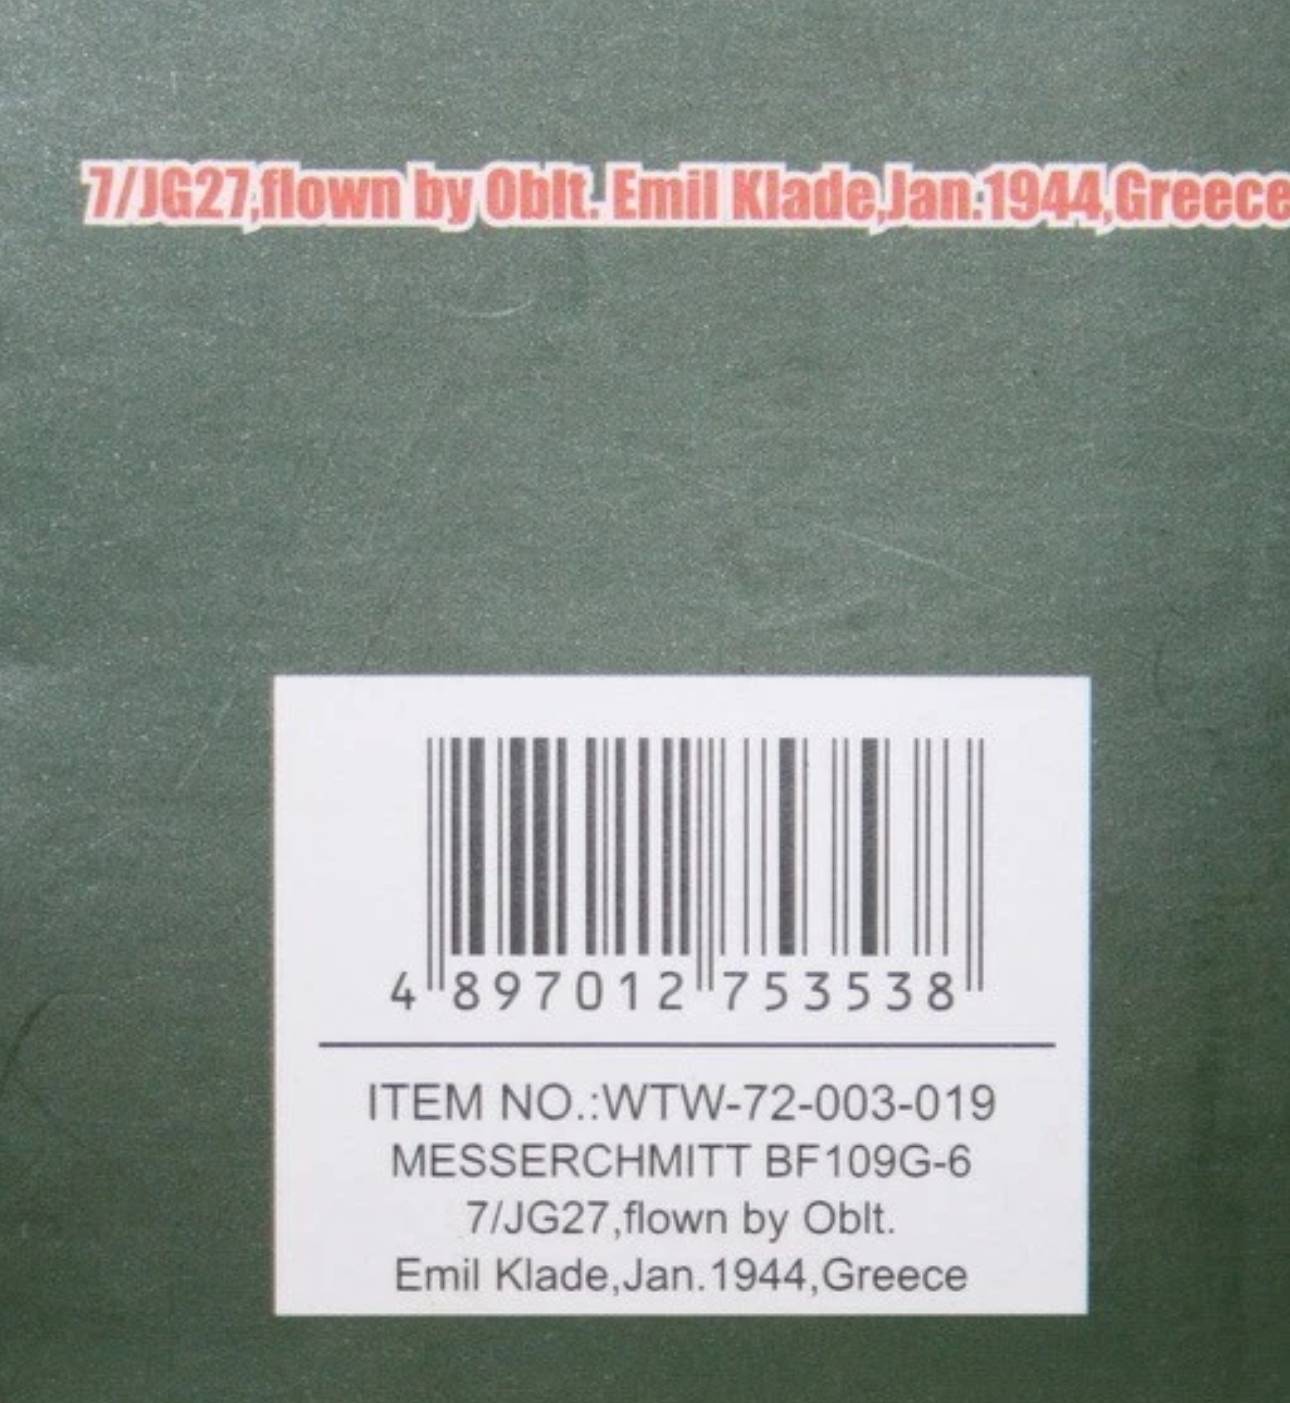 7/JG27,flown by Oblt. Emil Klade,Jan.1944,Greece
4 897012 753538
ITEM NO.:WTW-72-003-019
MESSERCHMITT BF109G-6
7/JG27,flown by Oblt.
Emil Klade,Jan.1944,Greece